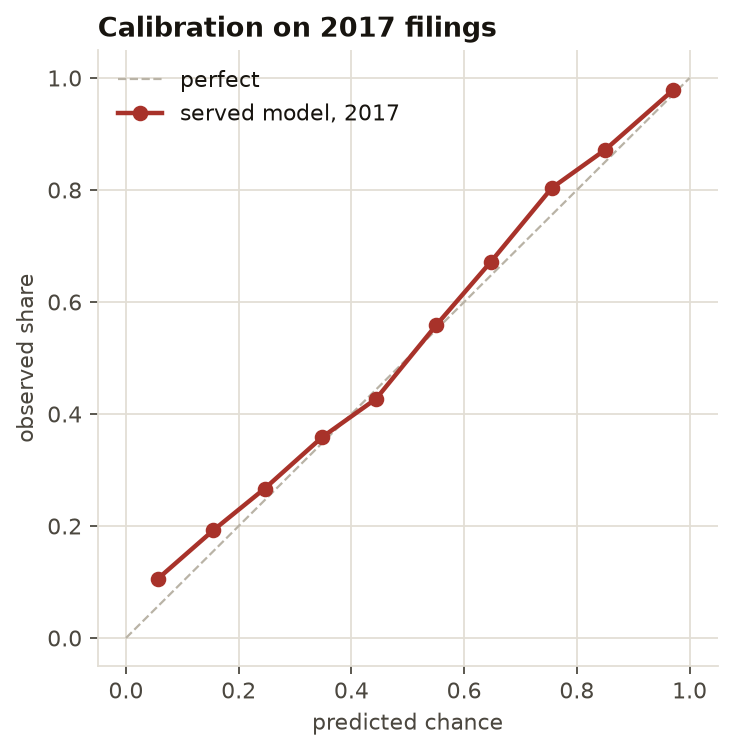 Calibration on 2017 filings
perfect
served model, 2017
1.0
0.8
0.6
0.4
0.2
0.0
observed share
0.0 0.2 0.4 0.6 0.8 1.0
predicted chance